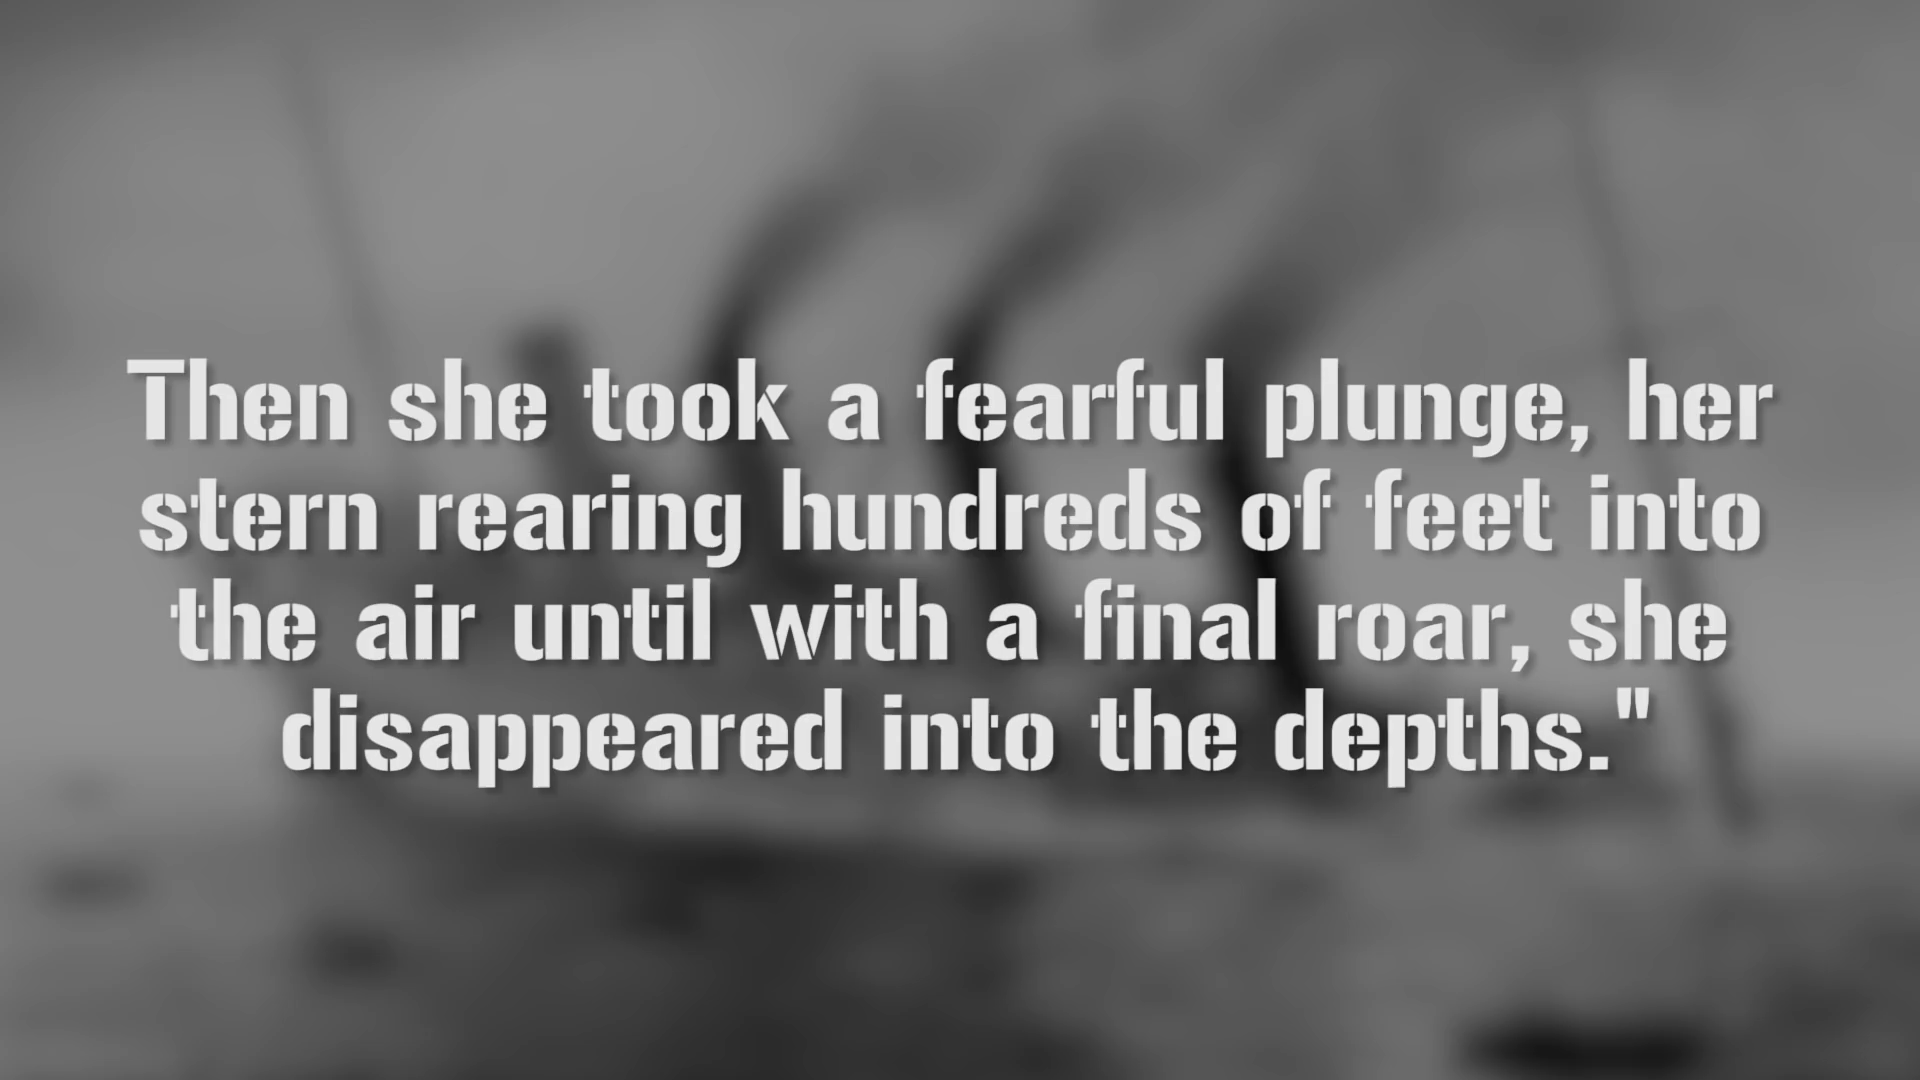 Then she took a fearful plunge, her
stern rearing hundreds of feet into
the air until with a final roar, she
disappeared into the depths."